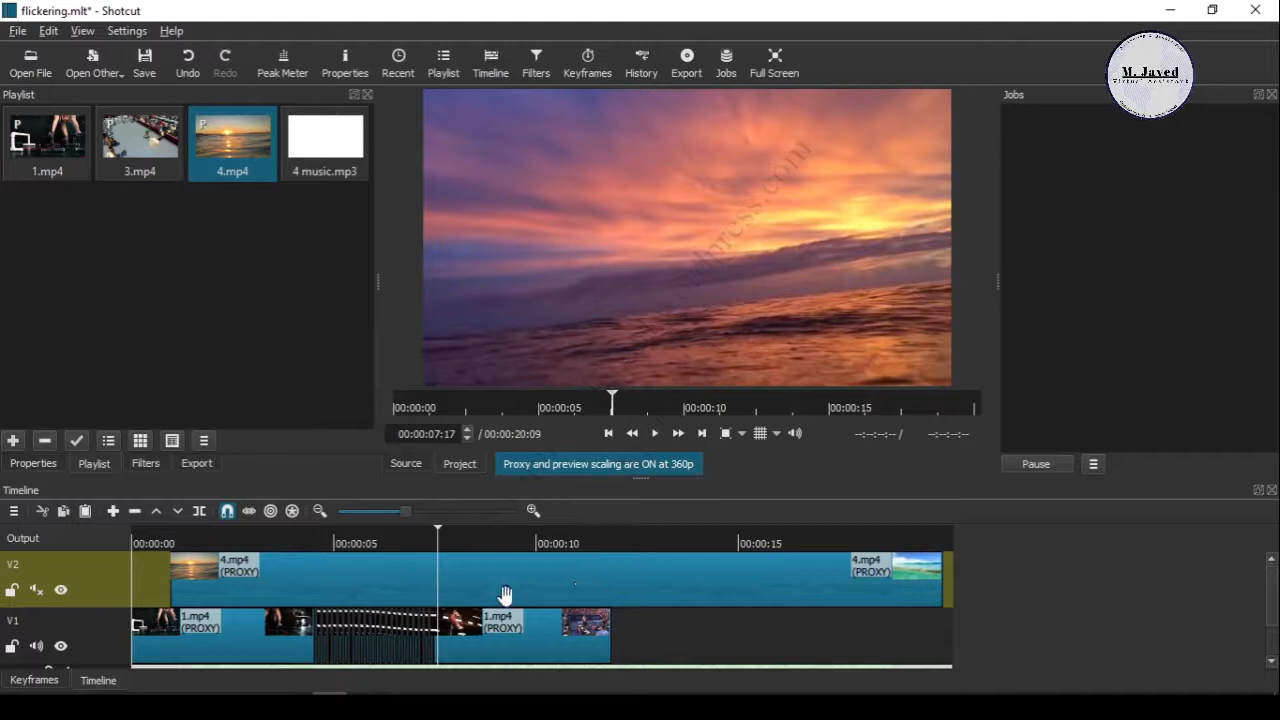 flickering.mlt* - Shotcut
File Edit View Settings Help
Open File Open Other.. Save Undo Redo Peak Meter Properties Recent Playlist Timeline Filters Keyframes History Export Jobs Full Screen
M. Javed
Virtual Assistant
Playlist
Jobs
P P P
1.mp4 3.mp4 4.mp4 4 music.mp3
00:00:00 00:00:05 00:00:10 00:00:15
00:00:07:17 / 00:00:20:09 --:--:--:-- / --:--:--:--
Properties Playlist Filters Export Source Project Proxy and preview scaling are ON at 360p Pause
Timeline
Output 00:00:00 00:00:05 00:00:10 00:00:15
V2 4.mp4 4.mp4
(PROXY) (PROXY)
V1 1.mp4 1.mp4
(PROXY) (PROXY)
Keyframes Timeline